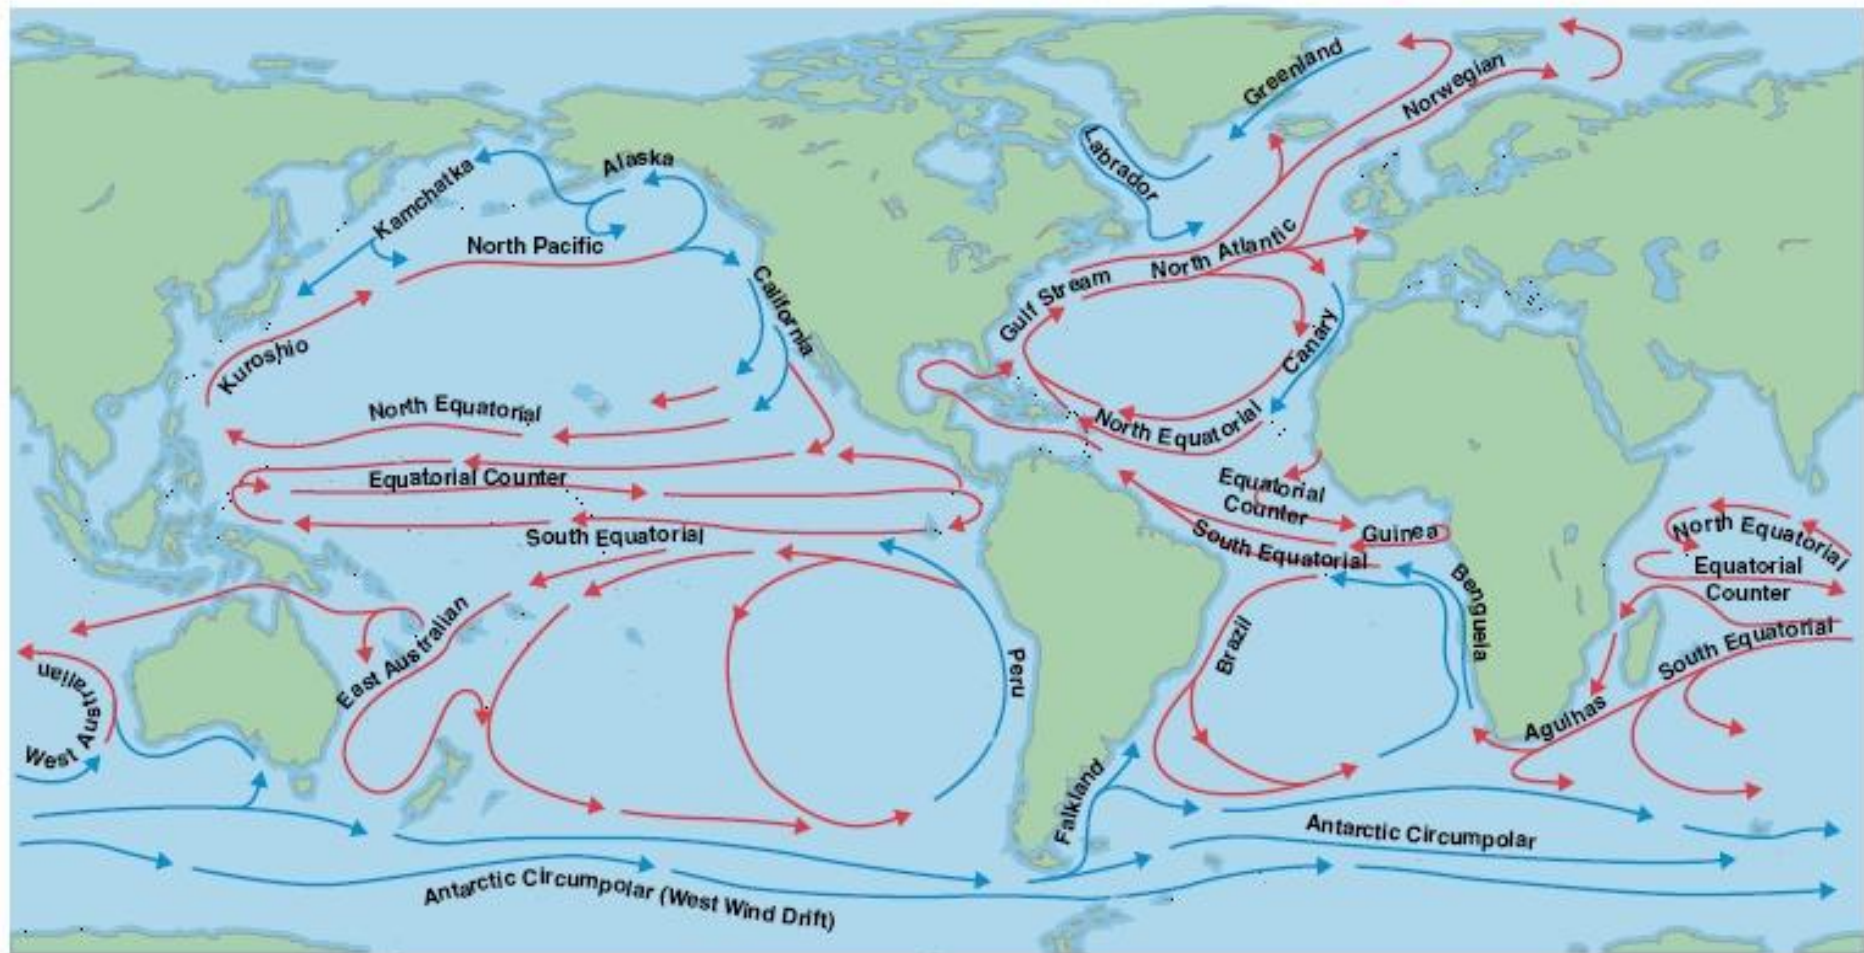 Greenland
Norwegian
Labrador
Alaska
Kamchatka
North Pacific
North Atlantic
Gulf Stream
California
Kuroshio
Canary
North Equatorial
North Equatorial
Equatorial Counter
Equatorial
Counter
Guinea
South Equatorial
South Equatorial
North Equatorial
Equatorial
Counter
South Equatorial
Benguela
East Australian
Brazil
Peru
West Australian
Agulhas
Falkland
Antarctic Circumpolar
Antarctic Circumpolar (West Wind Drift)